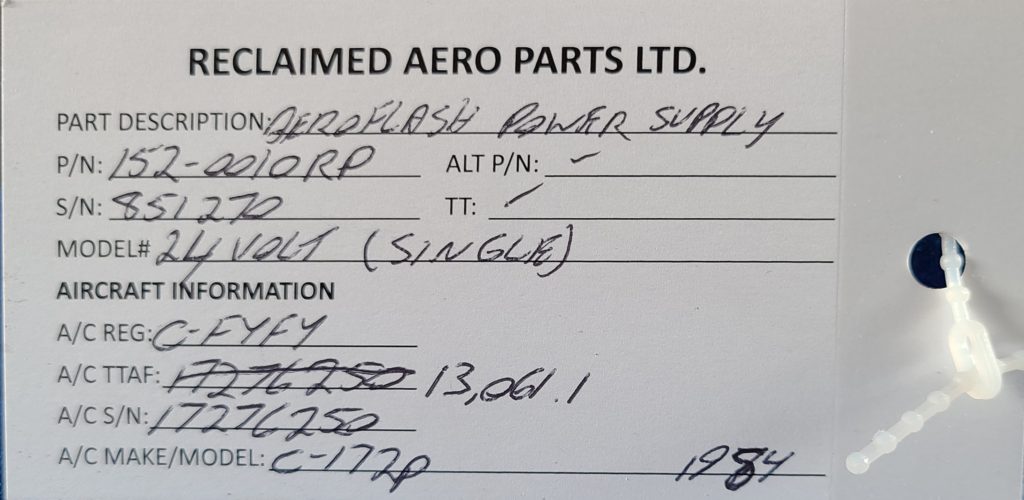 RECLAIMED AERO PARTS LTD.
PART DESCRIPTION: AEROFLASH POWER SUPPLY
P/N: 152-0010RP ALT P/N: -
S/N: 851270 TT: -
MODEL# 24 VOLT (SINGLE)
AIRCRAFT INFORMATION
A/C REG: C-FYFY
A/C TTAF: 17276250 13,061.1
A/C S/N: 17276250
A/C MAKE/MODEL: C-172P 1984